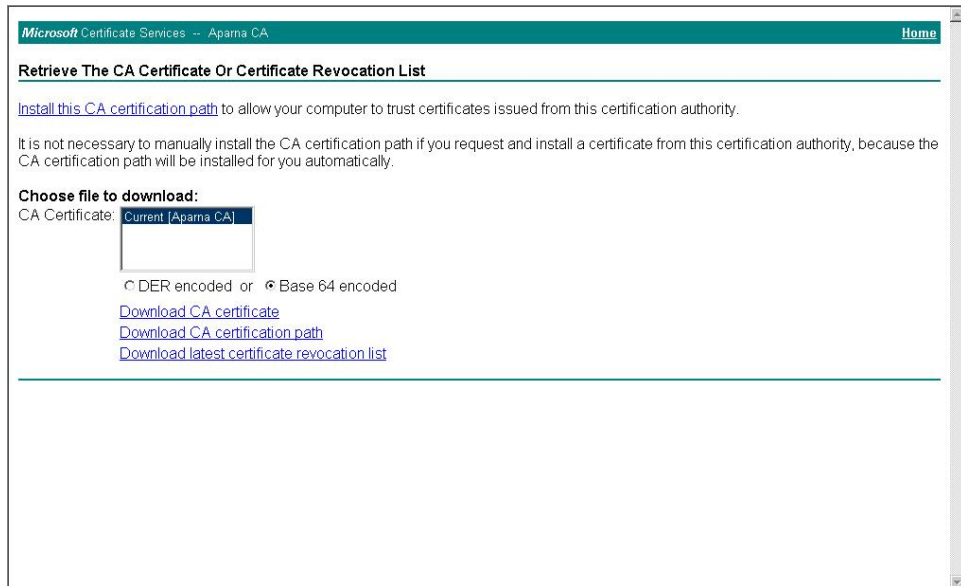 Microsoft Certificate Services -- Aparna CA Home
Retrieve The CA Certificate Or Certificate Revocation List
Install this CA certification path to allow your computer to trust certificates issued from this certification authority.
It is not necessary to manually install the CA certification path if you request and install a certificate from this certification authority, because the
CA certification path will be installed for you automatically.
Choose file to download:
CA Certificate: Current [Aparna CA]
DER encoded or Base 64 encoded
Download CA certificate
Download CA certification path
Download latest certificate revocation list